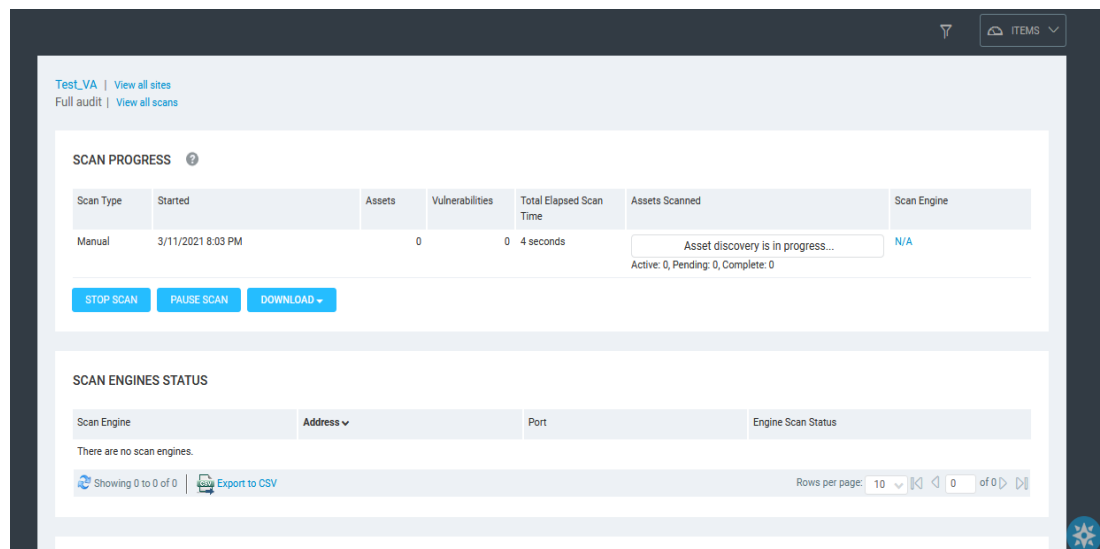 ITEMS
Test_VA | View all sites
Full audit | View all scans
SCAN PROGRESS ?
Scan Type Started Assets Vulnerabilities Total Elapsed Scan Time Assets Scanned Scan Engine
Manual 3/11/2021 8:03 PM 0 0 4 seconds Asset discovery is in progress... N/A
Active: 0, Pending: 0, Complete: 0
STOP SCAN PAUSE SCAN DOWNLOAD
SCAN ENGINES STATUS
Scan Engine Address Port Engine Scan Status
There are no scan engines.
Showing 0 to 0 of 0 CSV Export to CSV Rows per page: 10 0 of 0